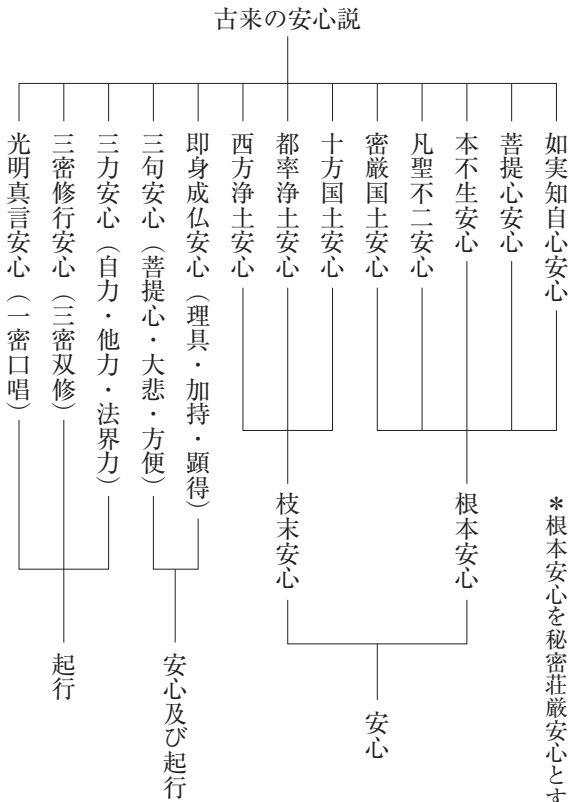 古来の安心説
如実知自心安心
菩提心安心
本不生安心
凡聖不二安心
密厳国土安心
十方国土安心
都率浄土安心
西方浄土安心
即身成仏安心（理具・加持・顕得）
三句安心（菩提心・大悲・方便）
三力安心（自力・他力・法界力）
三密修行安心（三密双修）
光明真言安心（一密口唱）
＊根本安心を秘密荘厳安心とす
根本安心
枝末安心
安心
安心及び起行
起行